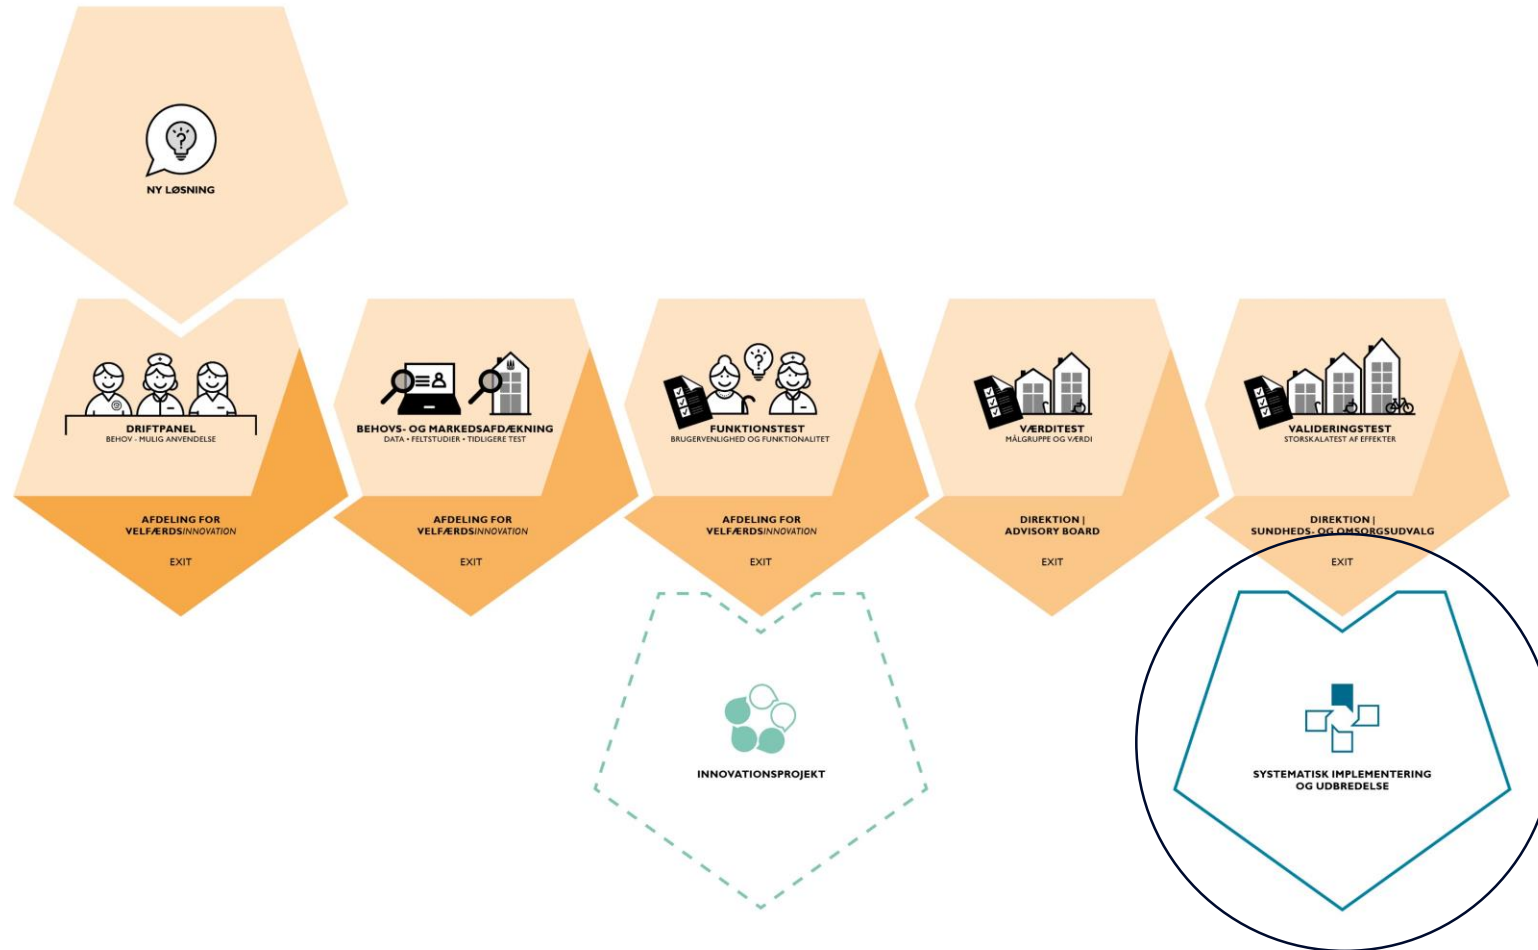 NY LØSNING
DRIFTPANEL
BEHOV - MULIG ANVENDELSE
AFDELING FOR
VELFÆRDSINNOVATION
EXIT
BEHOVS- OG MARKEDSAFDÆKNING
DATA • FELTSTUDIER • TIDLIGERE TEST
AFDELING FOR
VELFÆRDSINNOVATION
EXIT
FUNKTIONSTEST
BRUGERVENLIGHED OG FUNKTIONALITET
AFDELING FOR
VELFÆRDSINNOVATION
EXIT
VÆRDITEST
MÅLGRUPPE OG VÆRDI
DIREKTION |
ADVISORY BOARD
EXIT
VALIDERINGSTEST
STORSKALATEST AF EFFEKTER
DIREKTION |
SUNDHEDS- OG OMSORGSUDVALG
EXIT
INNOVATIONSPROJEKT
SYSTEMATISK IMPLEMENTERING
OG UDBREDELSE